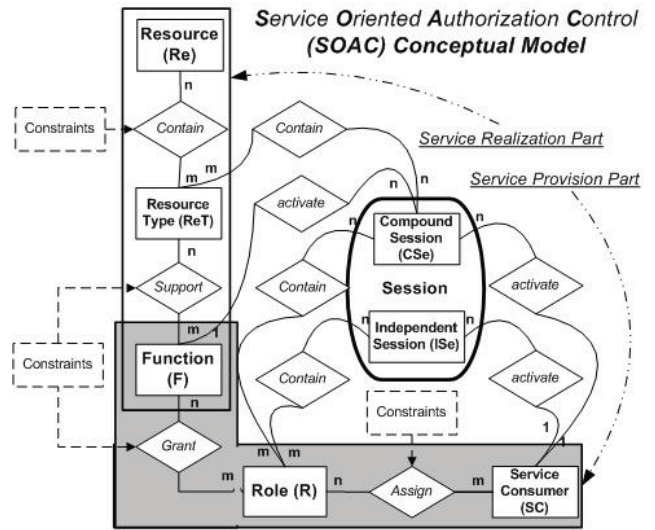 Service Oriented Authorization Control
(SOAC) Conceptual Model
Resource
(Re)
n
Constraints
Contain
Contain
m
m
Service Realization Part
Service Provision Part
Resource
Type (ReT)
activate
n
n
n
Compound
Session
(CSe)
n
n
Support
Contain
Session
activate
m
1
Constraints
Function
(F)
n
Independent
Session (ISe)
n
n
Contain
activate
Constraints
Grant
m
m
m
1
1
Role (R)
n
Assign
m
Service
Consumer
(SC)